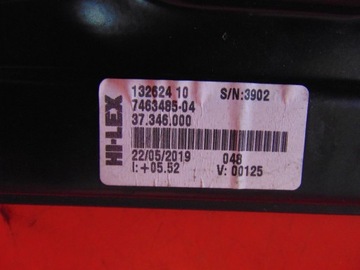 HI-LEX
132624 10 S/N:3902
7463485-04
37.346.000
22/05/2019 048
I:+05.52 V: 00125